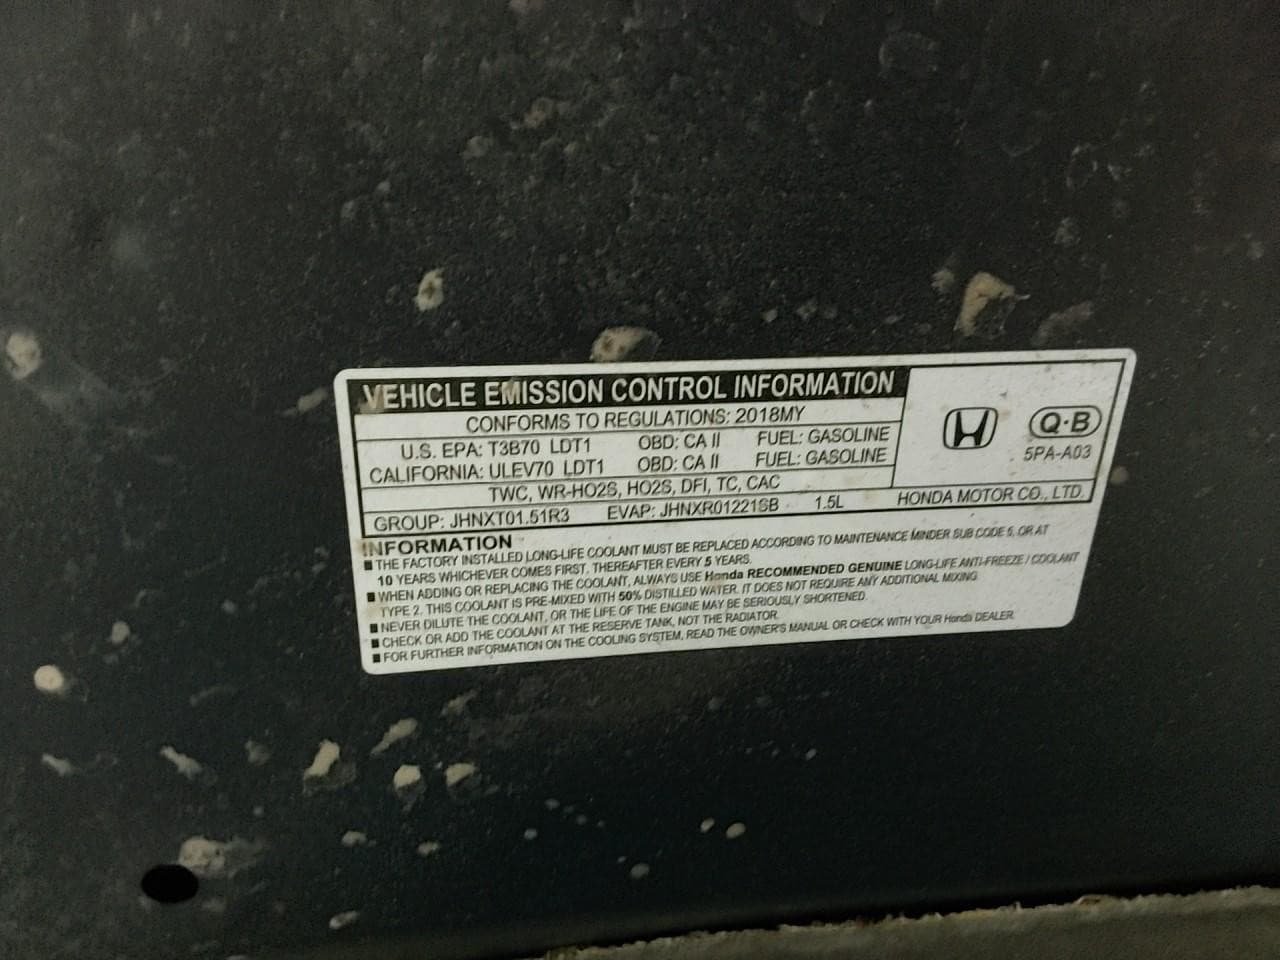 VEHICLE EMISSION CONTROL INFORMATION
CONFORMS TO REGULATIONS: 2018MY
U.S. EPA: T3B70 LDT1 OBD: CA II FUEL: GASOLINE
CALIFORNIA: ULEV70 LDT1 OBD: CA II FUEL: GASOLINE
TWC, WR-HO2S, HO2S, DFI, TC, CAC
GROUP: JHNXT01.51R3 EVAP: JHNXR01221SB 1.5L
Q·B
5PA-A03
HONDA MOTOR CO., LTD.
INFORMATION
■ THE FACTORY INSTALLED LONG-LIFE COOLANT MUST BE REPLACED ACCORDING TO MAINTENANCE MINDER SUB CODE 5, OR AT
10 YEARS WHICHEVER COMES FIRST. THEREAFTER EVERY 5 YEARS.
■ WHEN ADDING OR REPLACING THE COOLANT, ALWAYS USE Honda RECOMMENDED GENUINE LONG-LIFE ANTI-FREEZE / COOLANT
TYPE 2. THIS COOLANT IS PRE-MIXED WITH 50% DISTILLED WATER. IT DOES NOT REQUIRE ANY ADDITIONAL MIXING
■ NEVER DILUTE THE COOLANT, OR THE LIFE OF THE ENGINE MAY BE SERIOUSLY SHORTENED.
■ CHECK OR ADD THE COOLANT AT THE RESERVE TANK, NOT THE RADIATOR.
■ FOR FURTHER INFORMATION ON THE COOLING SYSTEM, READ THE OWNER'S MANUAL OR CHECK WITH YOUR Honda DEALER.